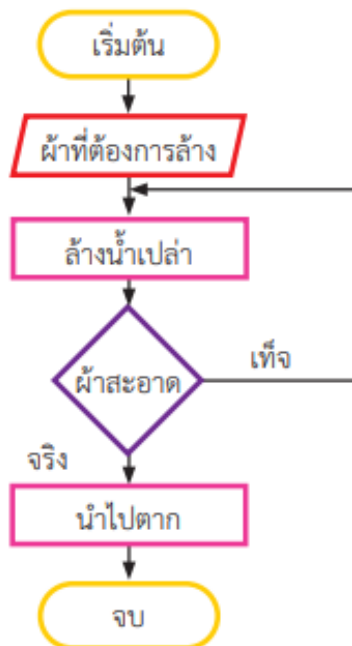 เริ่มต้น
ผ้าที่ต้องการล้าง
ล้างน้ำเปล่า
ผ้าสะอาด
เท็จ
จริง
นำไปตาก
จบ